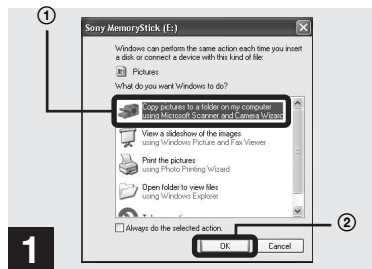 ①
Sony MemoryStick (E:)
Windows can perform the same action each time you insert
a disk or connect a device with this kind of file:
Pictures
What do you want Windows to do?
Copy pictures to a folder on my computer
using Microsoft Scanner and Camera Wizard
View a slideshow of the images
using Windows Picture and Fax Viewer
Print the pictures
using Photo Printing Wizard
Open folder to view files
using Windows Explorer
Always do the selected action.
②
OK Cancel
1